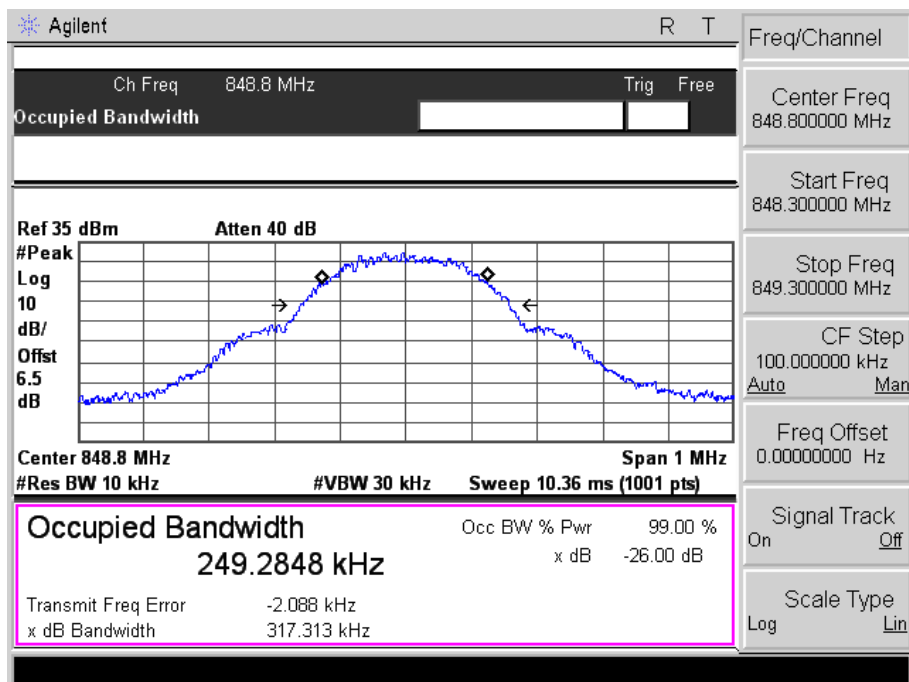 Agilent R T
Freq/Channel
Ch Freq 848.8 MHz Trig Free
Occupied Bandwidth
Center Freq
848.800000 MHz
Start Freq
848.300000 MHz
Stop Freq
849.300000 MHz
CF Step
100.000000 kHz
Auto Man
Freq Offset
0.00000000 Hz
Signal Track
On Off
Scale Type
Log Lin
Ref 35 dBm Atten 40 dB
#Peak
Log
10
dB/
Offst
6.5
dB
Center 848.8 MHz Span 1 MHz
#Res BW 10 kHz #VBW 30 kHz Sweep 10.36 ms (1001 pts)
Occupied Bandwidth Occ BW % Pwr 99.00 %
249.2848 kHz x dB -26.00 dB
Transmit Freq Error -2.088 kHz
x dB Bandwidth 317.313 kHz